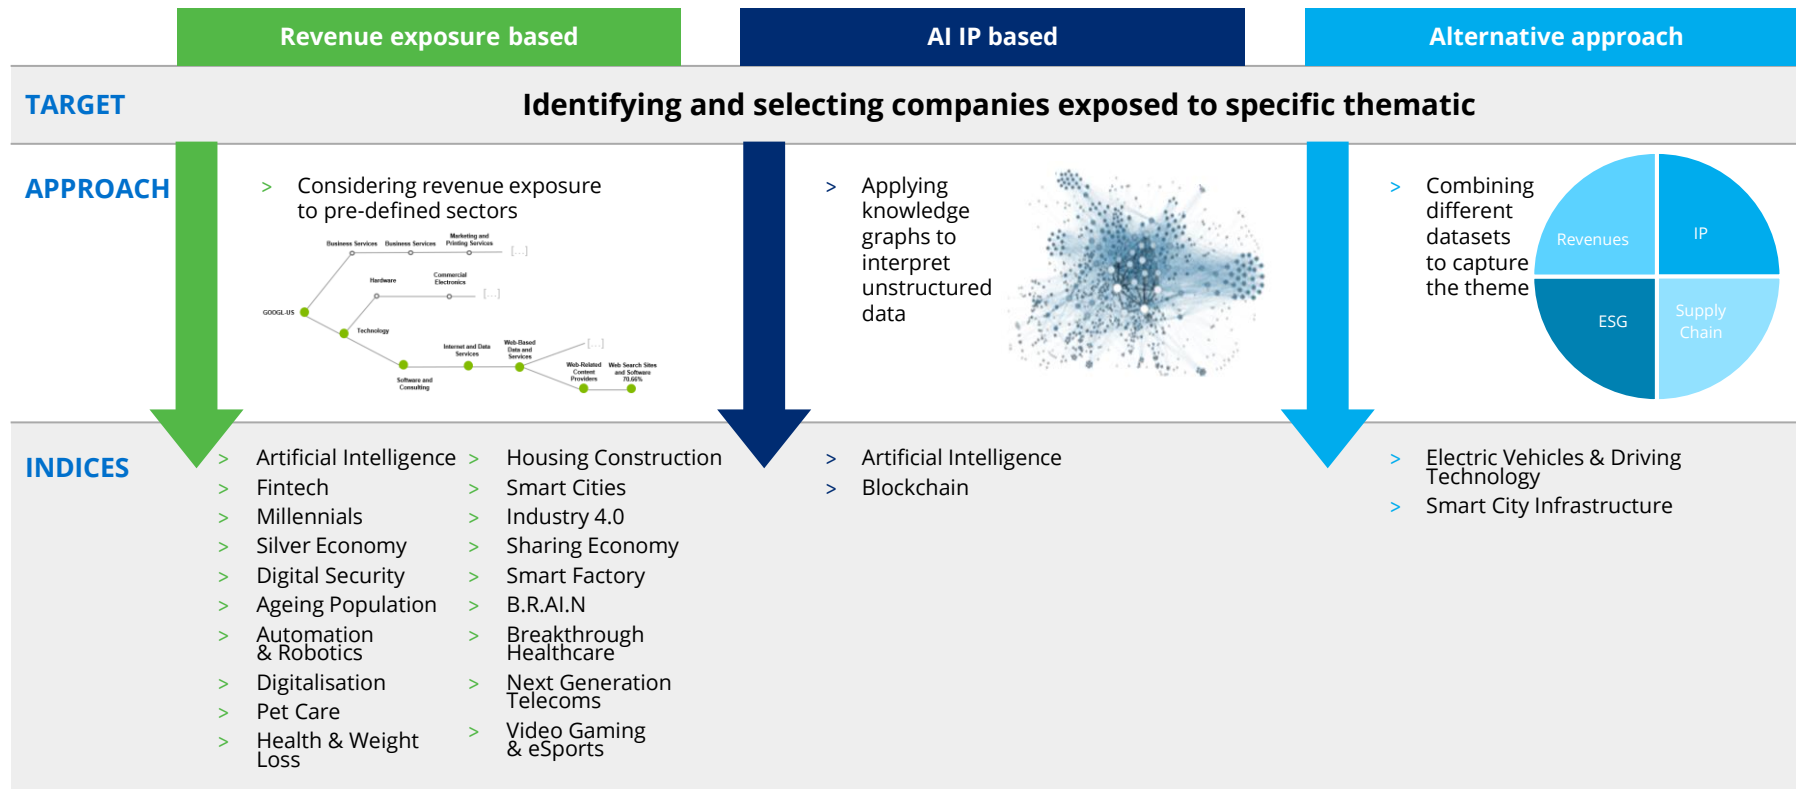 Revenue exposure based
AI IP based
Alternative approach
TARGET
Identifying and selecting companies exposed to specific thematic
APPROACH
> Considering revenue exposure
to pre-defined sectors
Business Services
Business Services
Marketing and
Printing Services
[...]
Hardware
Commercial
Electronics
[...]
GOOGL-US
Technology
Internet and Data
Services
Web-Based
Data and
Services
[...]
Software and
Consulting
Web-Related
Content
Providers
Web Search Sites
and Software
70.66%
> Applying
knowledge
graphs to
interpret
unstructured
data
> Combining
different
datasets
to capture
the theme
Revenues
IP
ESG
Supply
Chain
INDICES
> Artificial Intelligence
> Fintech
> Millennials
> Silver Economy
> Digital Security
> Ageing Population
> Automation
& Robotics
> Digitalisation
> Pet Care
> Health & Weight
Loss
> Housing Construction
> Smart Cities
> Industry 4.0
> Sharing Economy
> Smart Factory
> B.R.AI.N
> Breakthrough
Healthcare
> Next Generation
Telecoms
> Video Gaming
& eSports
> Artificial Intelligence
> Blockchain
> Electric Vehicles & Driving
Technology
> Smart City Infrastructure